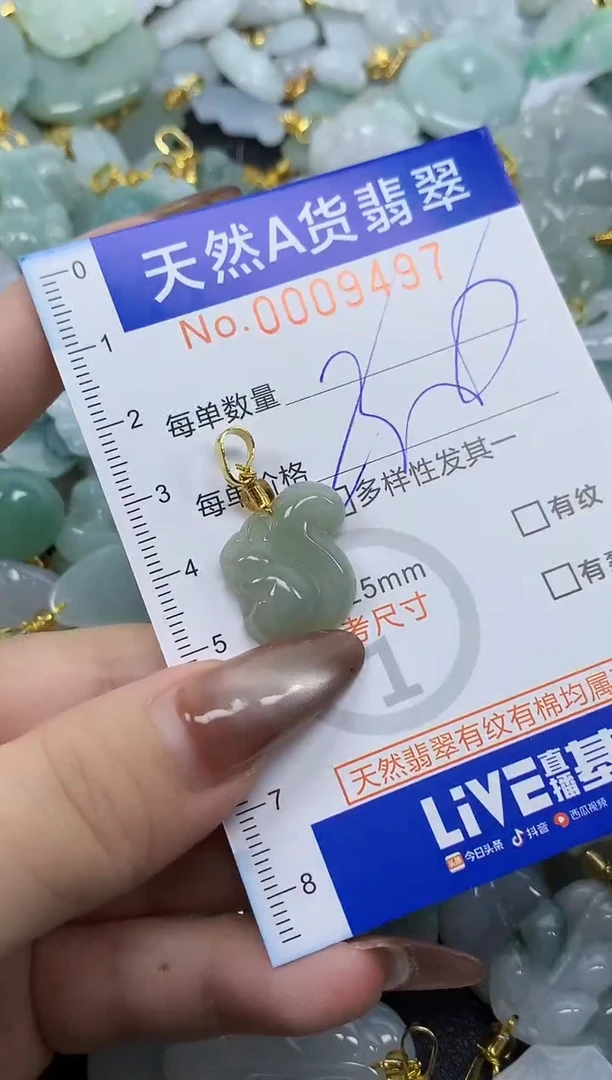 天然A货翡翠
No.0009497
0
1
2
3
4
5
7
8
每单数量
每单价格
多样性发其一
有纹
有
25mm
考尺寸
1
天然翡翠有纹有棉均属
LiVE直播基
今日头条 抖音 西瓜视频